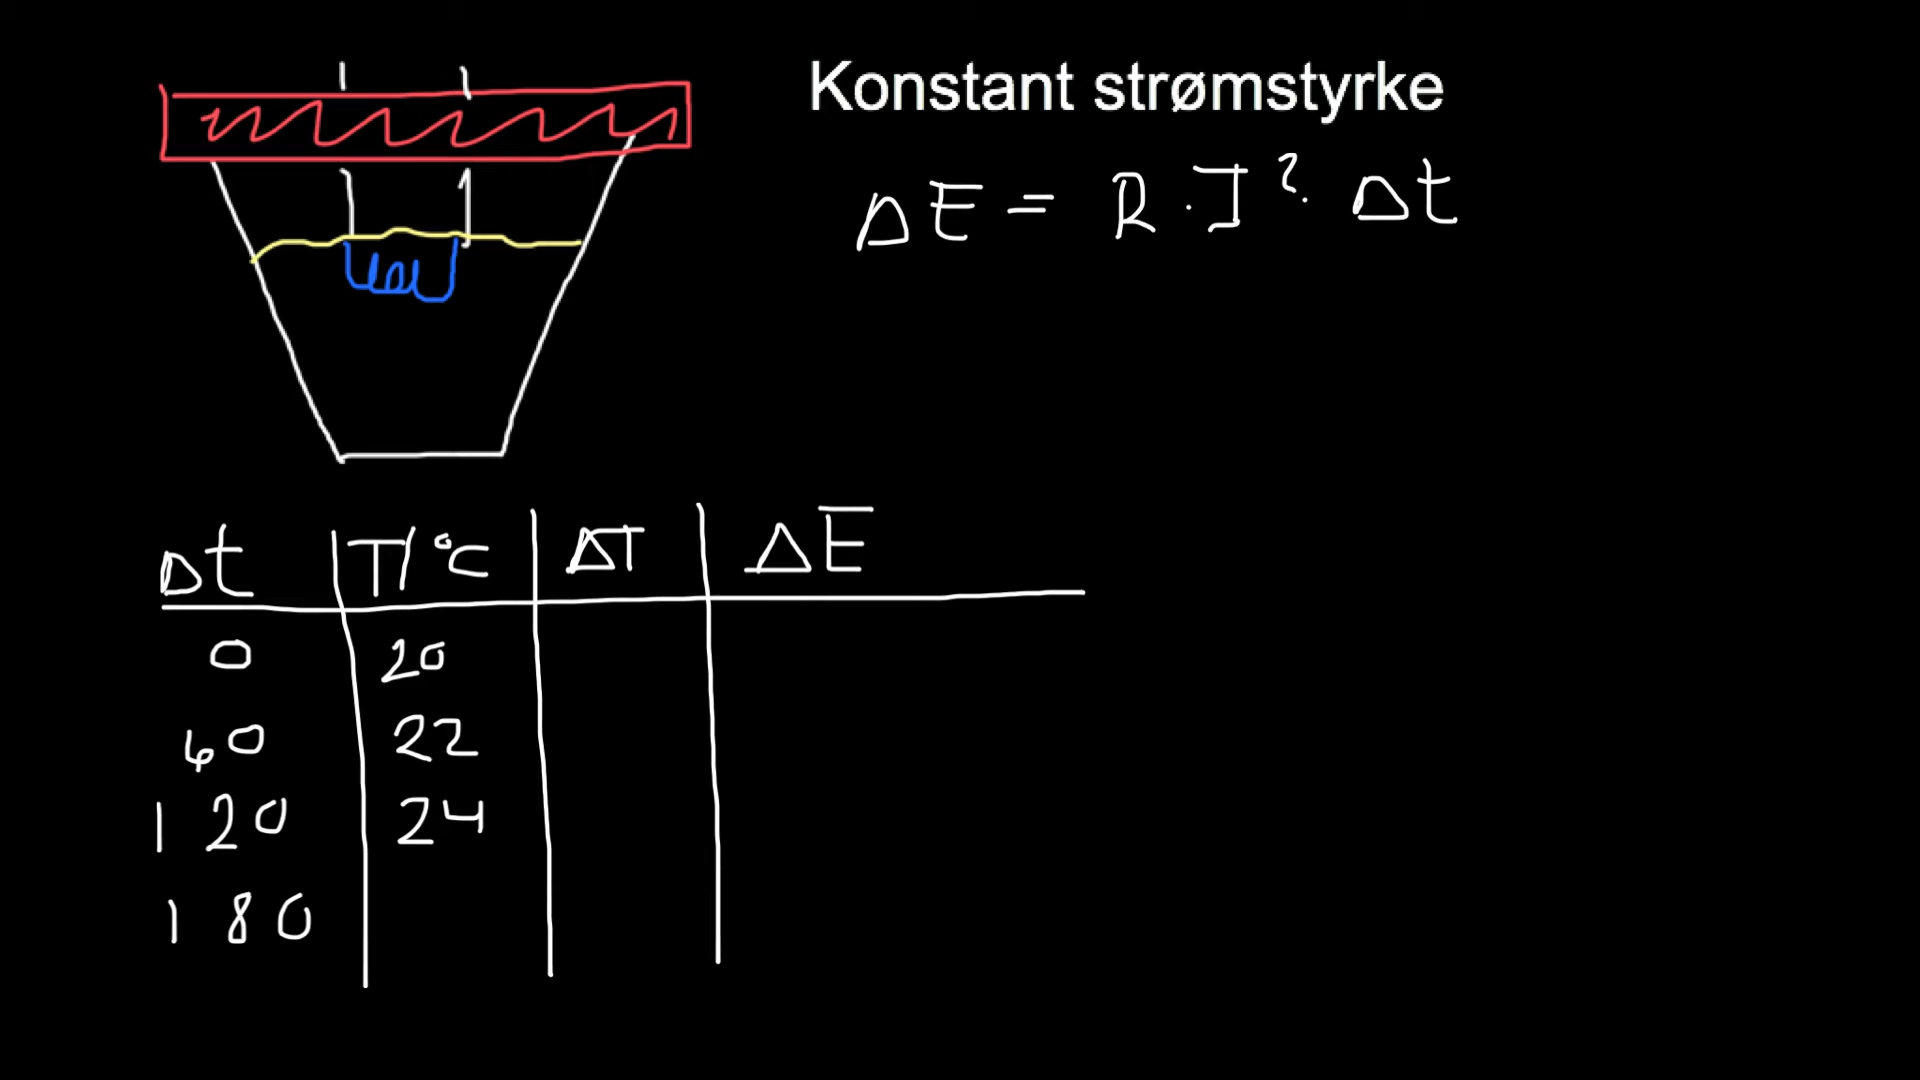 Konstant strømstyrke
ΔE = R · I² · Δt
Δt T/°C ΔT ΔE
0 20
60 22
120 24
180